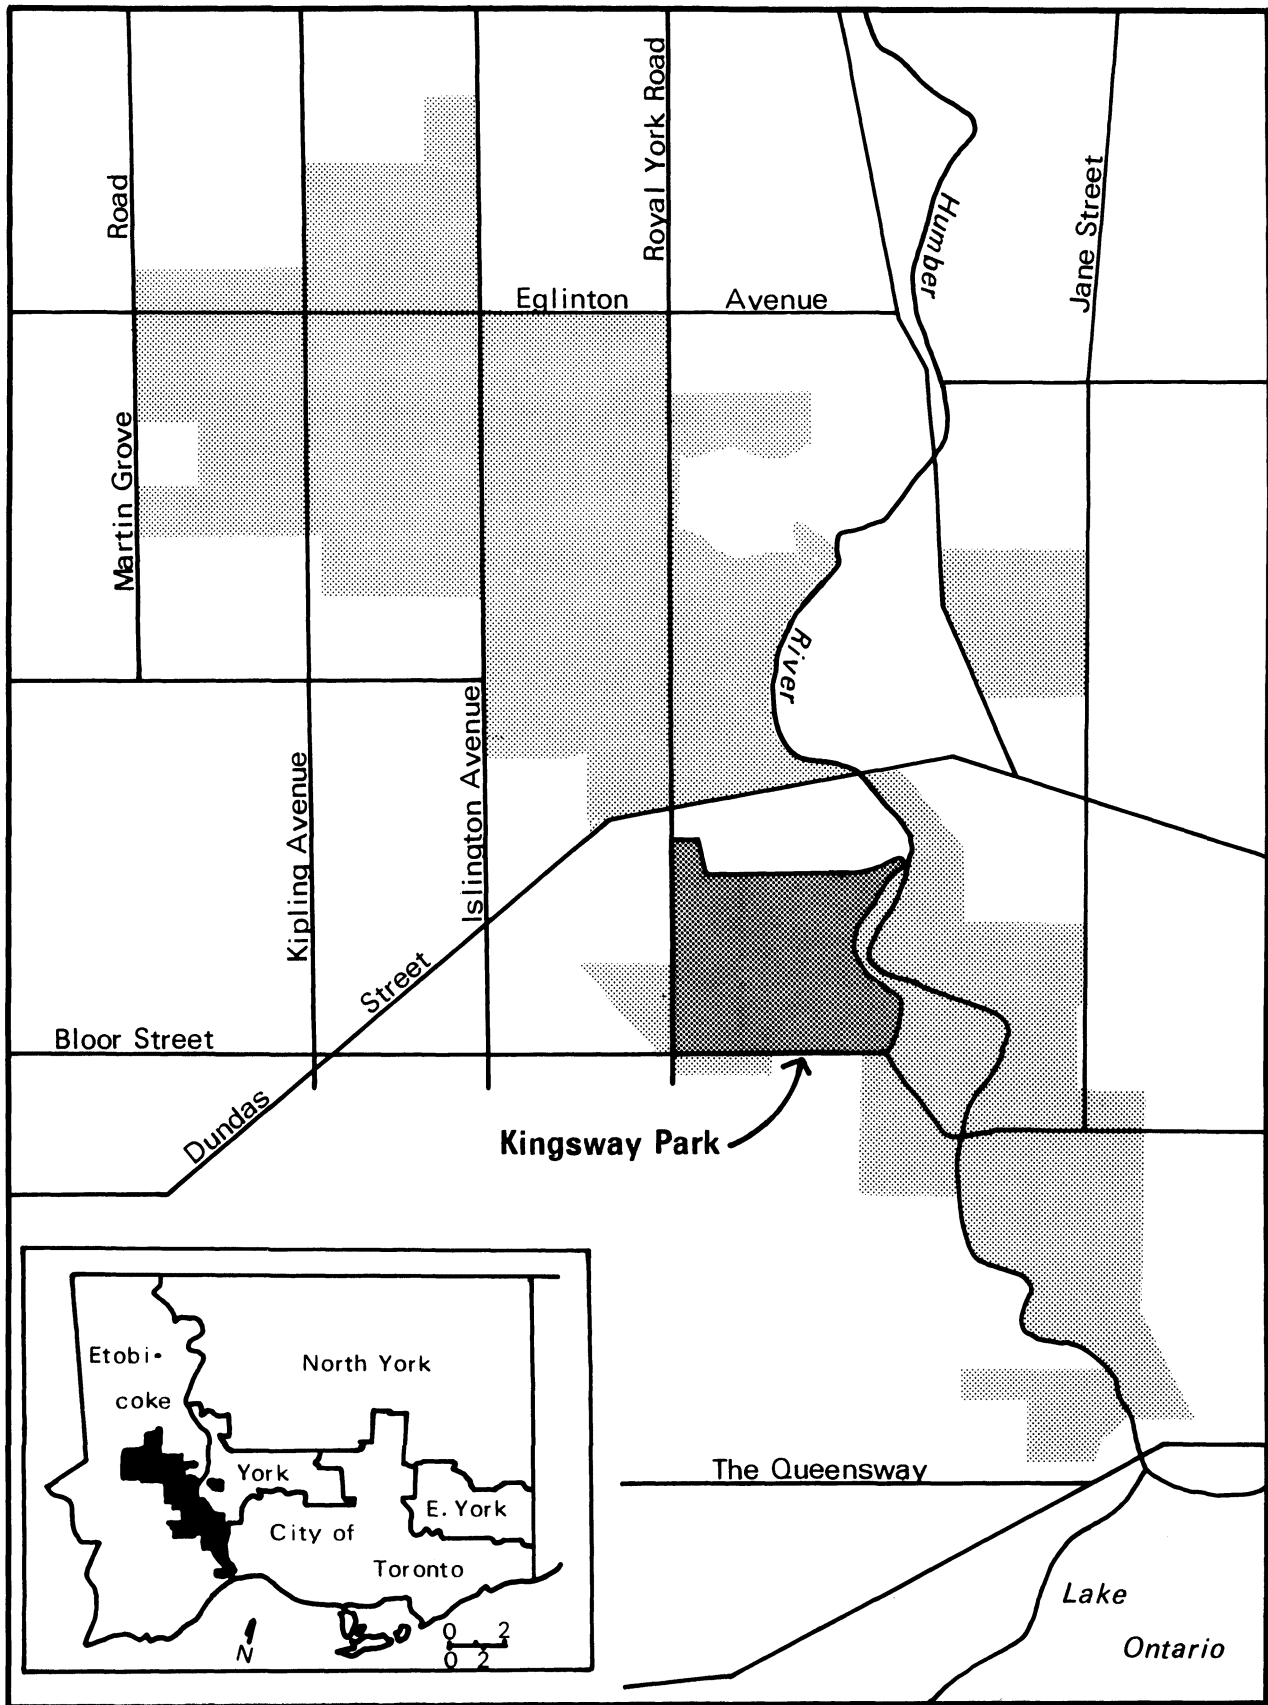 Royal York Road
Road
Humber
Jane Street
Eglinton Avenue
Martin Grove
River
Islington Avenue
Kipling Avenue
Street
Bloor Street
Dundas
Kingsway Park
Etobi-
coke
North York
York
E. York
City of
Toronto
N
0 2
0 2
The Queensway
Lake
Ontario